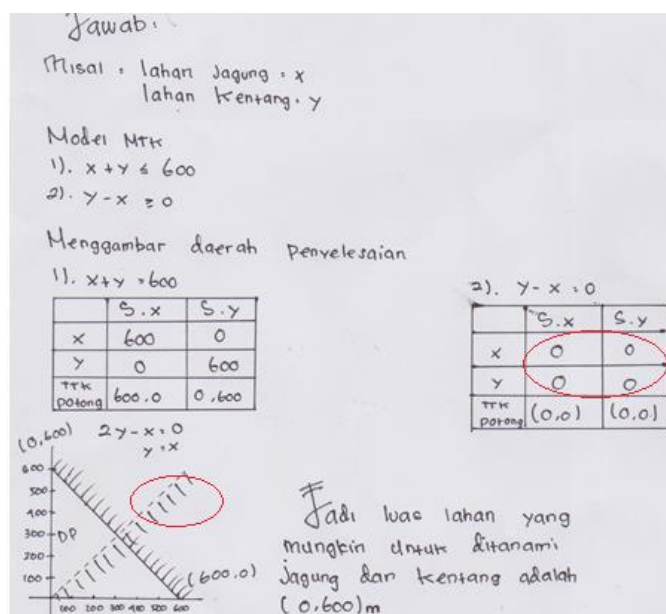 Jawab:
Misal : lahan Jagung : x
lahan Kentang : y
Model MTK
1). x + y ≤ 600
2). y - x ≥ 0
Menggambar daerah Penyelesaian
1). x+y = 600
S.x S.y
x 600 0
y 0 600
TTK Potong 600.0 0,600
2). y - x = 0
S.x S.y
x 0 0
y 0 0
TTK potong (0,0) (0,0)
(0,600)
2y-x=0
y=x
600
500
400
300
200
100
DP
(600.0)
100 200 300 400 500 600
Jadi luas lahan yang
mungkin untuk ditanami
jagung dan kentang adalah
(0,600) m